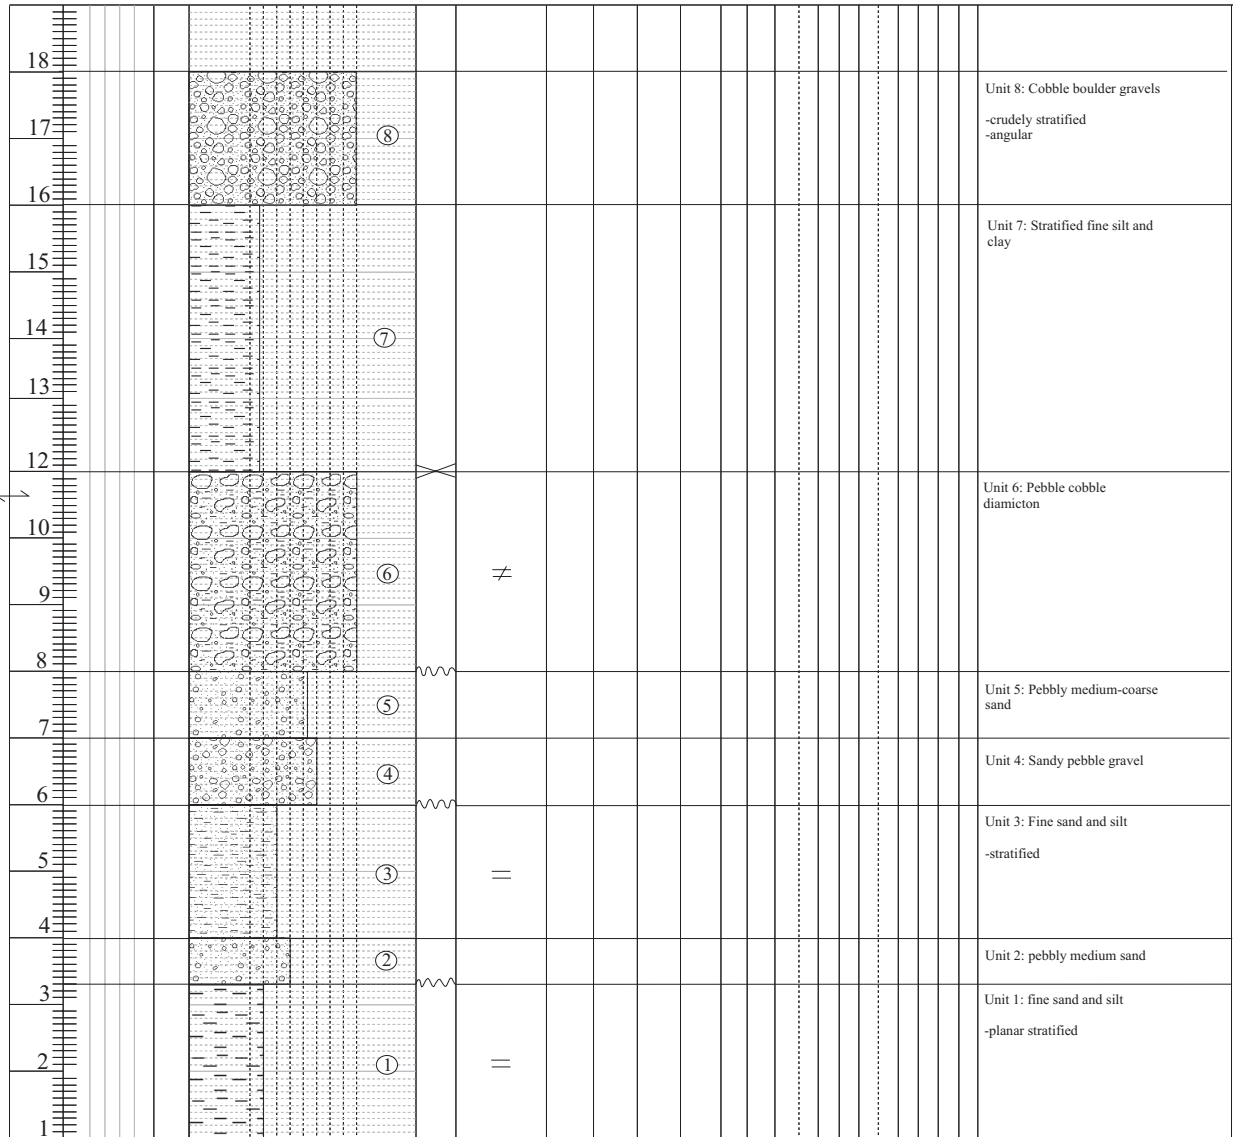 18
Unit 8: Cobble boulder gravels
-crudely stratified
-angular
17
⑧
16
Unit 7: Stratified fine silt and
clay
15
14
⑦
13
12
Unit 6: Pebble cobble
diamicton
10
⑥
≠
9
8
Unit 5: Pebbly medium-coarse
sand
⑤
7
Unit 4: Sandy pebble gravel
④
6
Unit 3: Fine sand and silt
-stratified
5
③
=
4
Unit 2: pebbly medium sand
②
3
Unit 1: fine sand and silt
-planar stratified
2
①
=
1